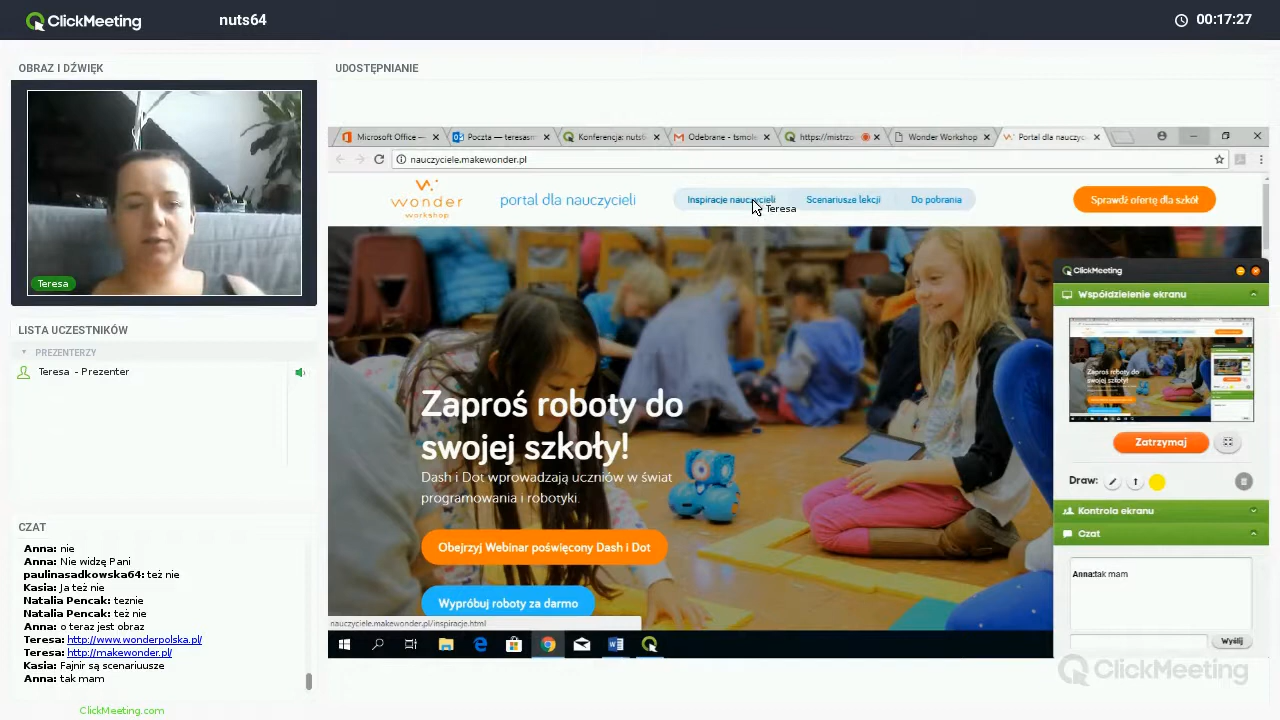 ClickMeeting
nuts64
00:17:27
OBRAZ I DŹWIĘK
Teresa
LISTA UCZESTNIKÓW
PREZENTERZY
Teresa - Prezenter
CZAT
Anna: nie
Anna: Nie widzę Pani
paulinasadkowska64: też nie
Kasia: Ja też nie
Natalia Pencak: teznie
Natalia Pencak: też nie
Anna: o teraz jest obraz
Teresa: http://www.wonderpolska.pl/
Teresa: http://makewonder.pl/
Kasia: Fajnir są scenariuusze
Anna: tak mam
ClickMeeting.com
UDOSTĘPNIANIE
Microsoft Office —
Poczta — teresasm
Konferencja: nuts6
Odebrane - tsmole
https://mistrzo
Wonder Workshop
Portal dla nauczyc
nauczyciele.makewonder.pl
wonder
workshop
portal dla nauczycieli
Inspiracje nauczycieli
Scenariusze lekcji
Do pobrania
Sprawdź ofertę dla szkół
Teresa
Zaproś roboty do
swojej szkoły!
Dash i Dot wprowadzają uczniów w świat
programowania i robotyki.
Obejrzyj Webinar poświęcony Dash i Dot
Wypróbuj roboty za darmo
nauczyciele.makewonder.pl/inspiracje.html
ClickMeeting
Współdzielenie ekranu
Zaproś roboty do
swojej szkoły!
Zatrzymaj
Draw:
Kontrola ekranu
Czat
Anna:tak mam
Wyślij
ClickMeeting